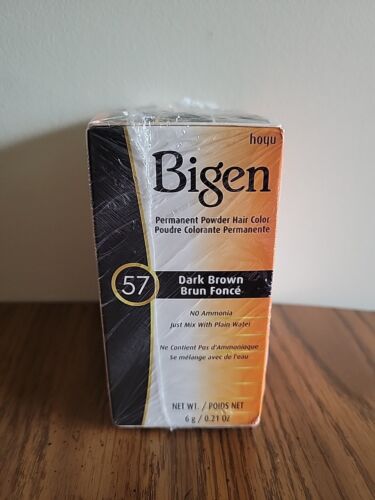 hoyu
Bigen
Permanent Powder Hair Color
Poudre Colorante Permanente
57
Dark Brown
Brun Foncé
NO Ammonia
Just Mix With Plain Water
Ne Contient Pas d'Ammoniaque
Se mélange avec de l'eau
NET WT. / POIDS NET
6 g / 0.21 OZ